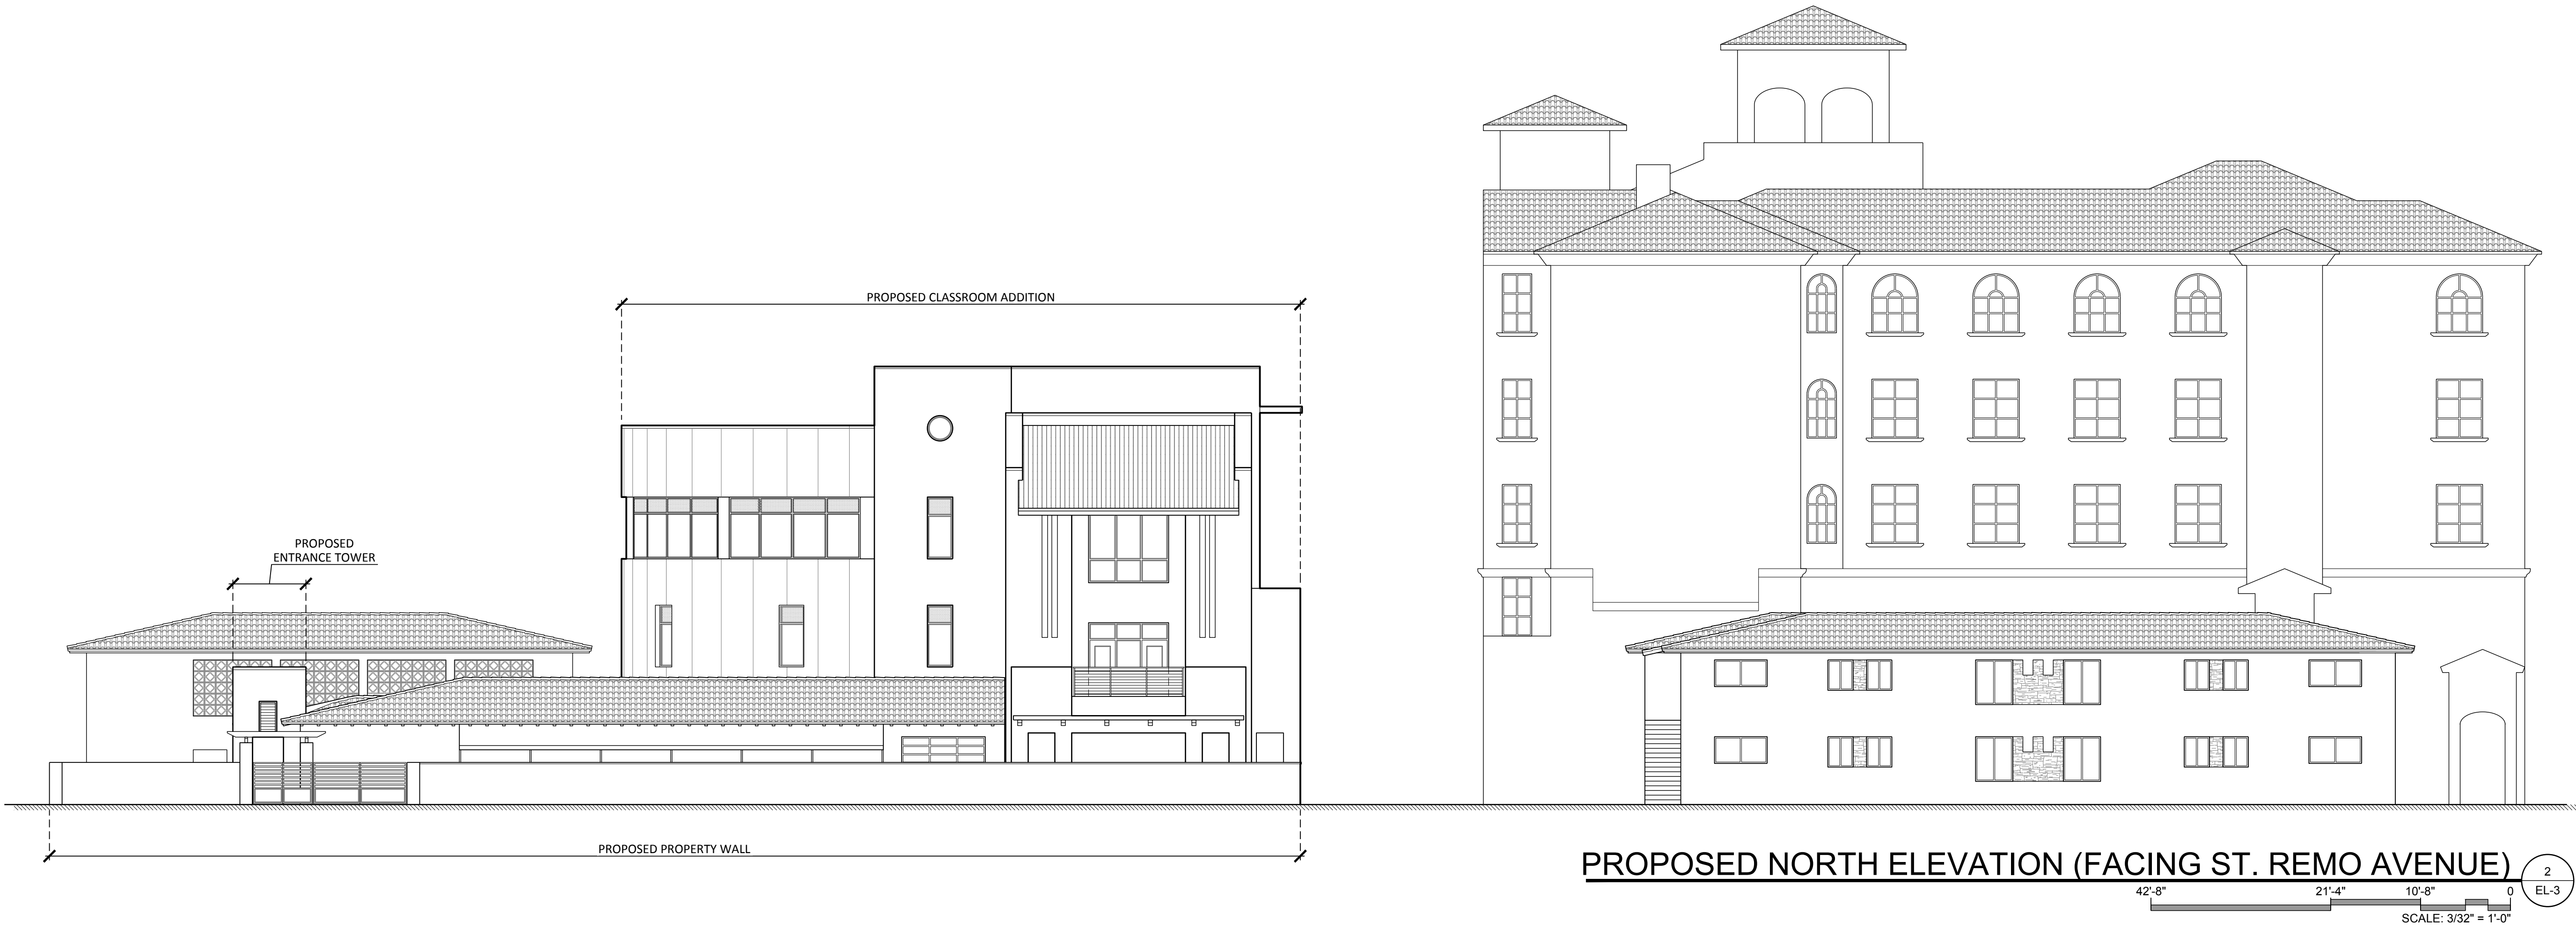 PROPOSED CLASSROOM ADDITION
PROPOSED
ENTRANCE TOWER
PROPOSED PROPERTY WALL
PROPOSED NORTH ELEVATION (FACING ST. REMO AVENUE)
2
EL-3
42'-8" 21'-4" 10'-8" 0
SCALE: 3/32" = 1'-0"